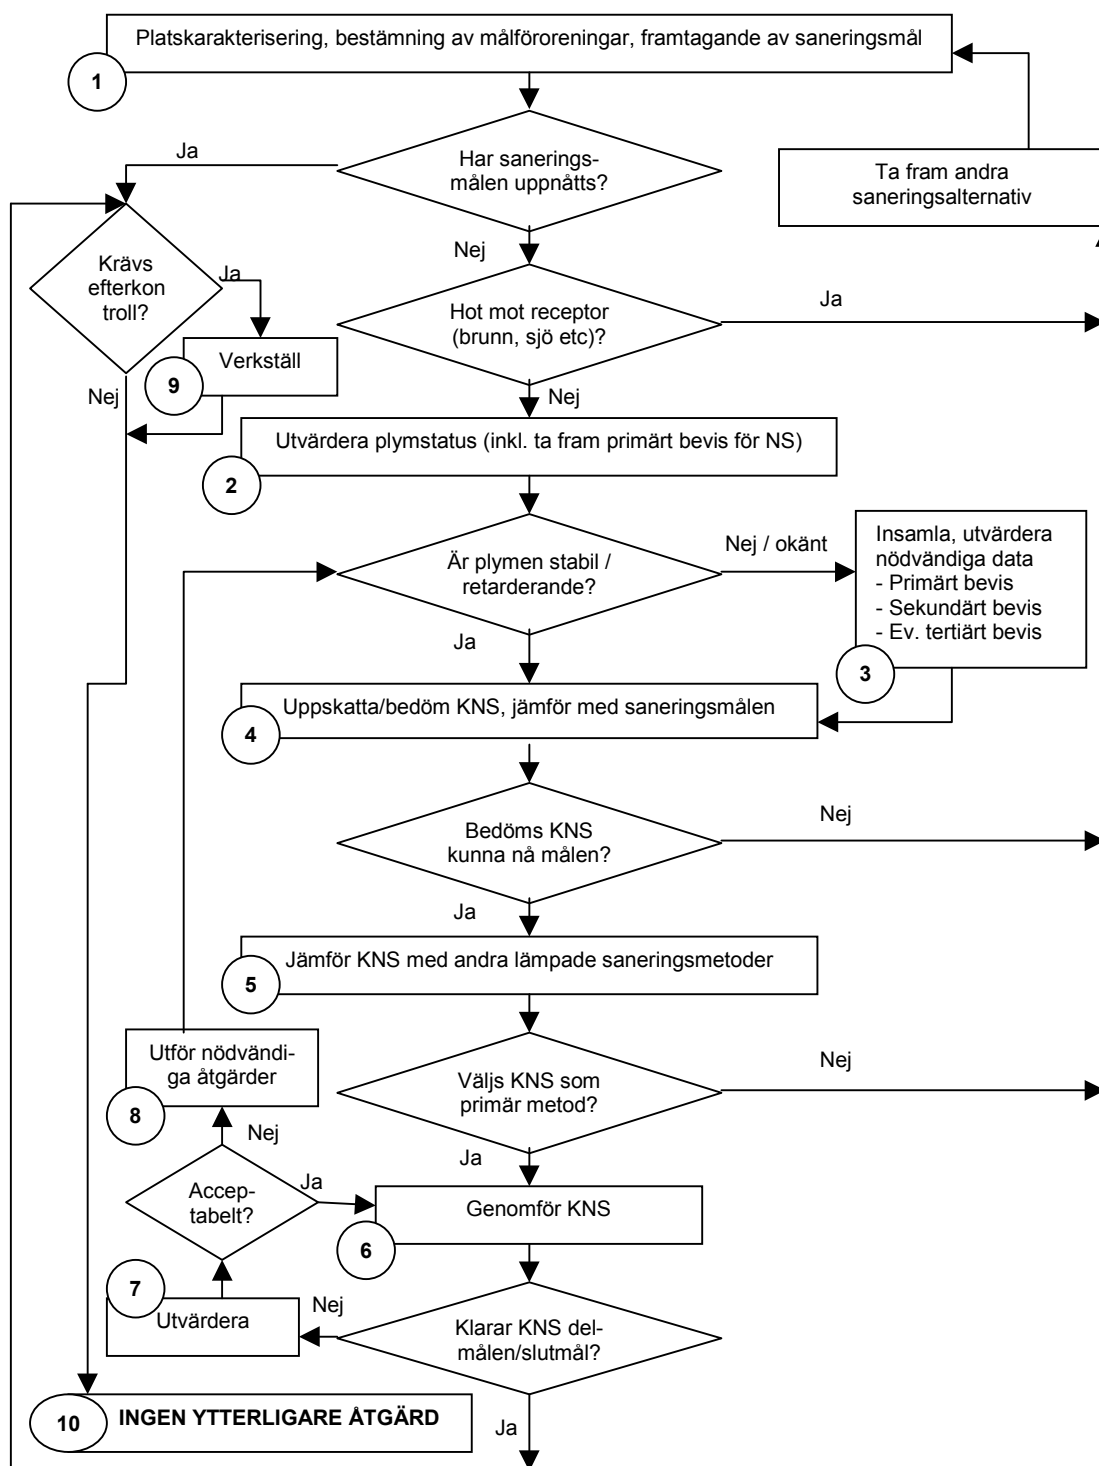 Platskarakterisering, bestämning av målföroreningar, framtagande av saneringsmål
1
Ja
Har sanerings-
målen uppnåtts?
Ta fram andra
saneringsalternativ
Nej
Krävs
efterkon
troll?
Ja
Hot mot receptor
(brunn, sjö etc)?
Ja
Verkställ
9
Nej
Nej
Utvärdera plymstatus (inkl. ta fram primärt bevis för NS)
2
Är plymen stabil /
retarderande?
Nej / okänt
Insamla, utvärdera
nödvändiga data
- Primärt bevis
- Sekundärt bevis
- Ev. tertiärt bevis
3
Ja
Uppskatta/bedöm KNS, jämför med saneringsmålen
4
Bedöms KNS
kunna nå målen?
Nej
Ja
Jämför KNS med andra lämpade saneringsmetoder
5
Utför nödvändi-
ga åtgärder
8
Väljs KNS som
primär metod?
Nej
Nej
Ja
Accep-
tabelt?
Ja
Genomför KNS
6
7
Utvärdera
Nej
Klarar KNS del-
målen/slutmål?
10
INGEN YTTERLIGARE ÅTGÄRD
Ja